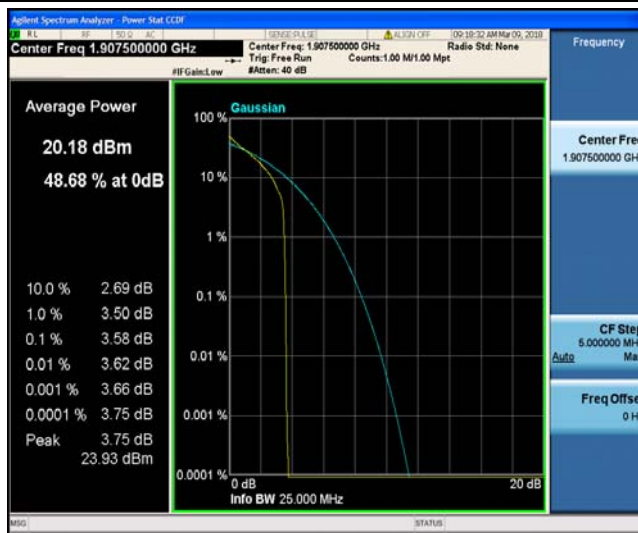 Agilent Spectrum Analyzer - Power Stat CCDF
RL RF 50 Ω AC SENSE:PULSE ALIGN OFF 09:18:32 AM Mar 09, 2018
Center Freq 1.907500000 GHz
Center Freq: 1.907500000 GHz Radio Std: None
Trig: Free Run Counts:1.00 M/1.00 Mpt
#IFGain:Low #Atten: 40 dB
Frequency
Average Power
20.18 dBm
48.68 % at 0dB
10.0 % 2.69 dB
1.0 % 3.50 dB
0.1 % 3.58 dB
0.01 % 3.62 dB
0.001 % 3.66 dB
0.0001 % 3.75 dB
Peak 3.75 dB
23.93 dBm
Gaussian
100 %
10 %
1 %
0.1 %
0.01 %
0.001 %
0.0001 %
0 dB 20 dB
Info BW 25.000 MHz
Center Fre
1.907500000 GH
CF Ste
5.000000 MH
Auto Ma
Freq Offse
0 H
MSG STATUS